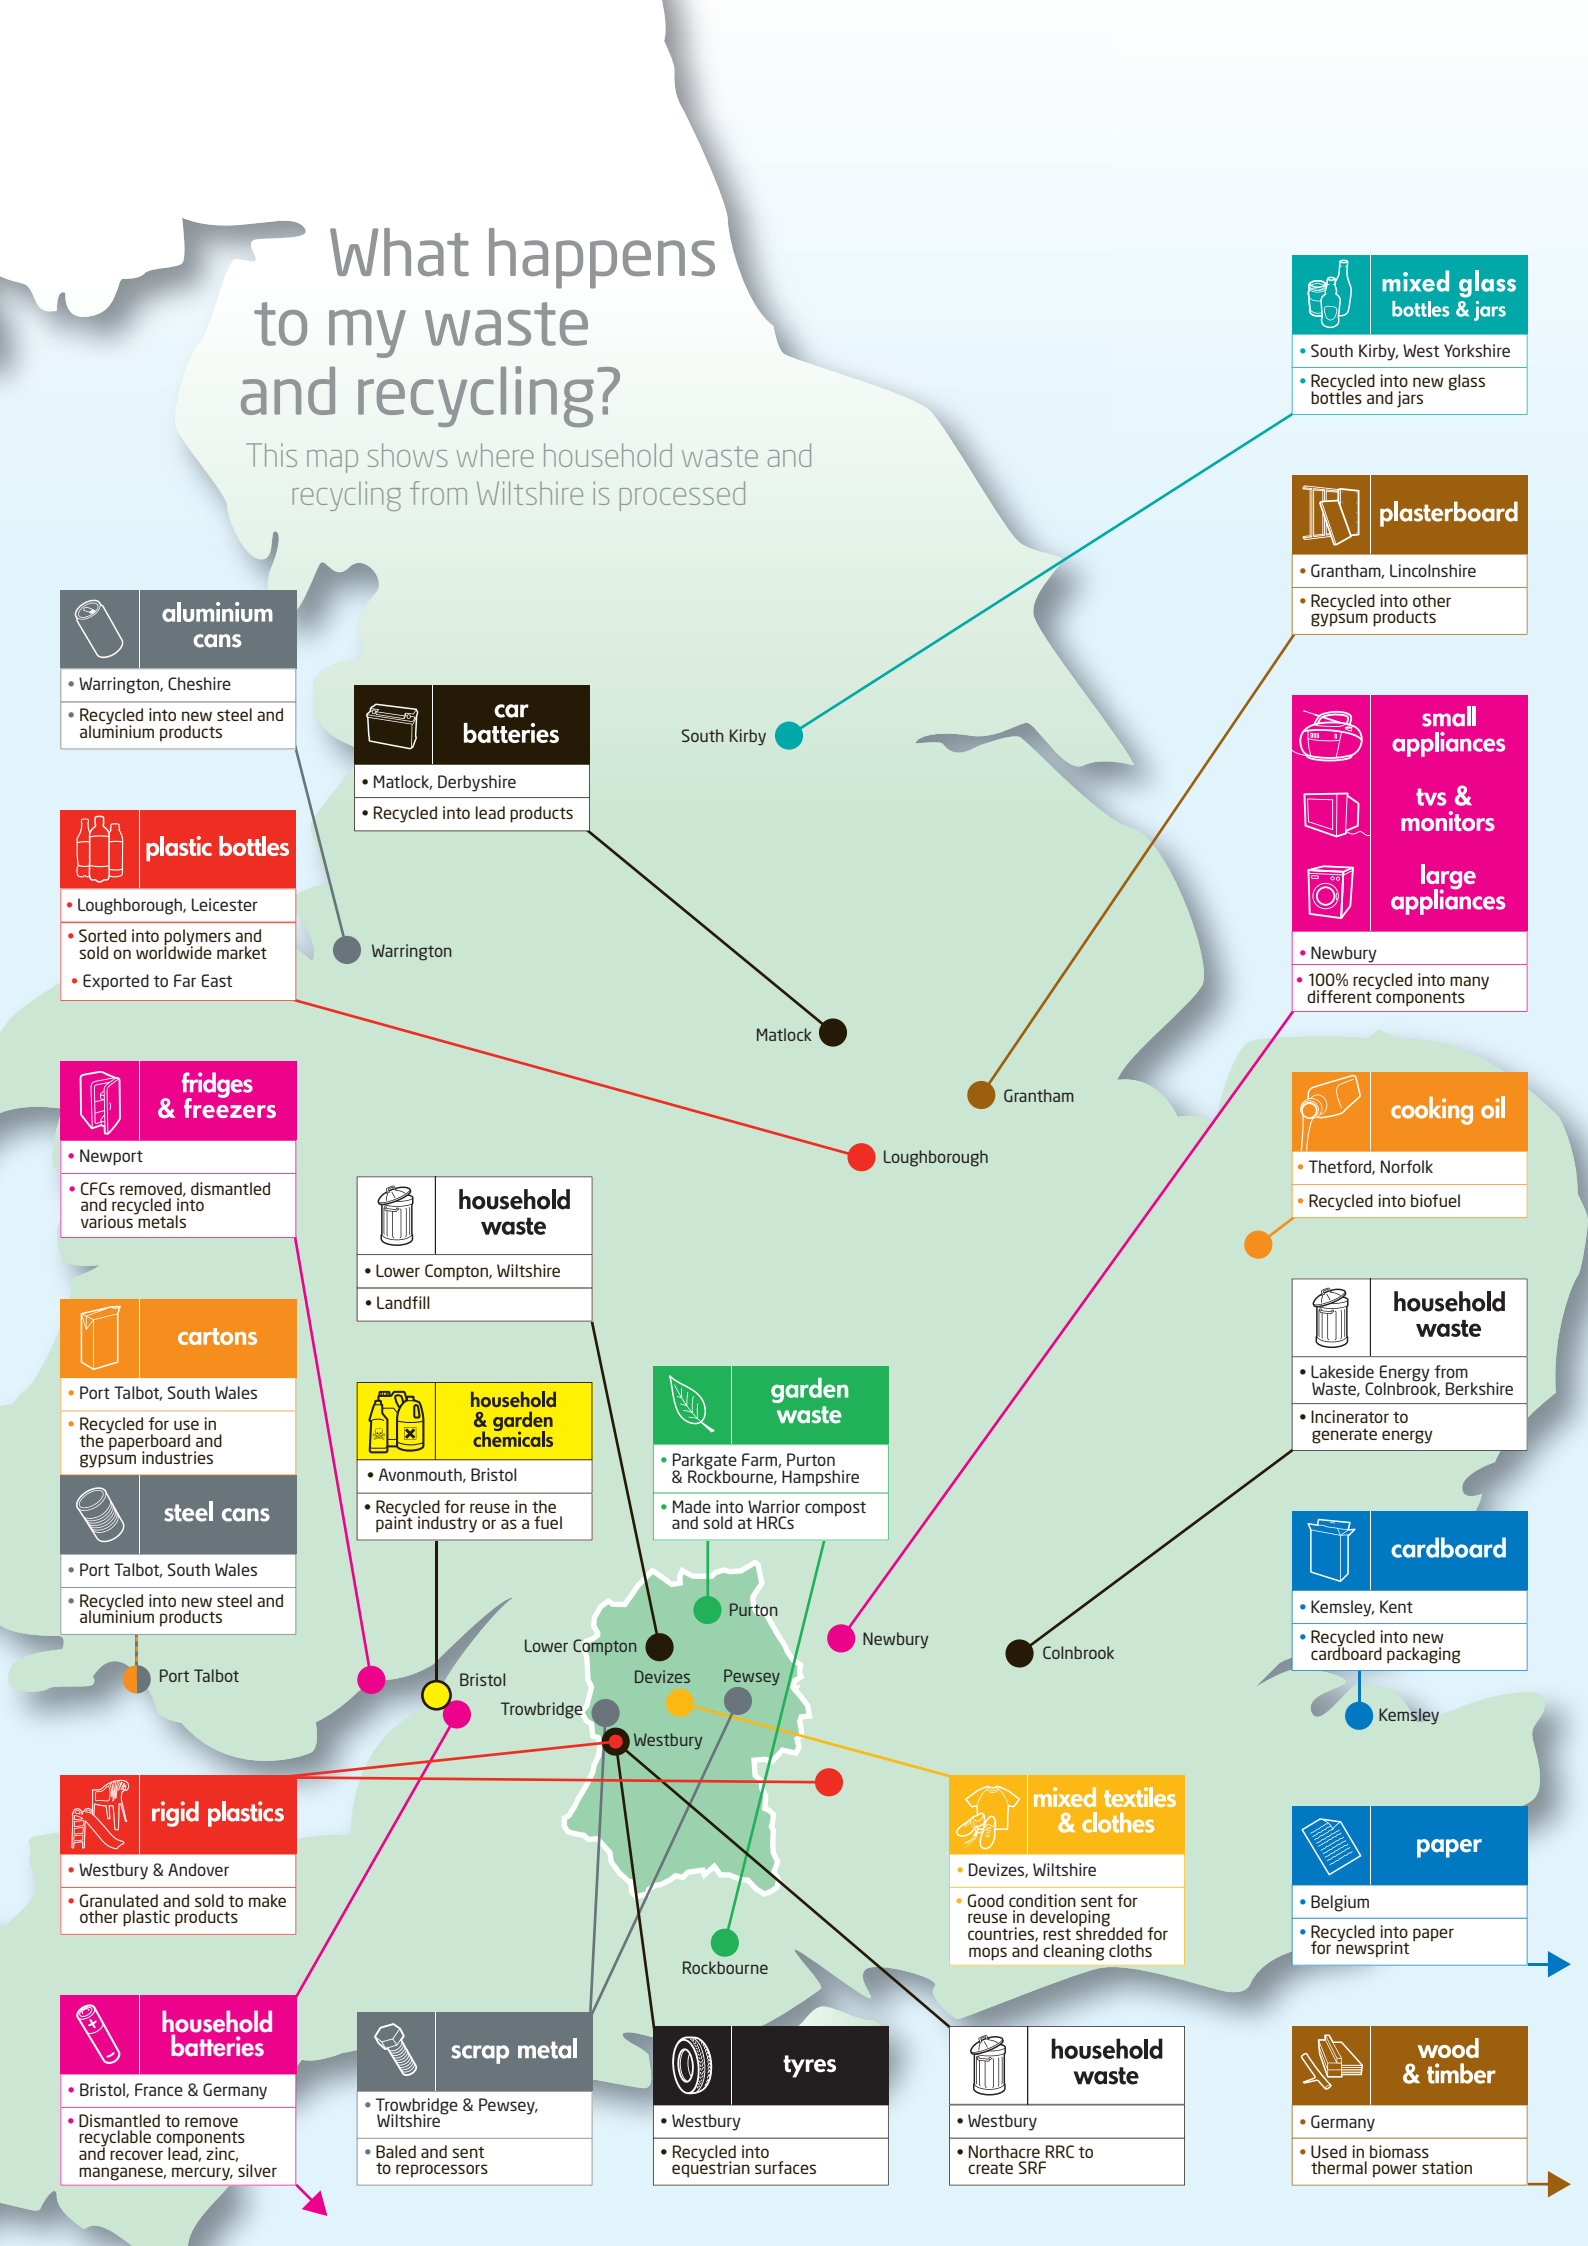 What happens
to my waste
and recycling?
This map shows where household waste and
recycling from Wiltshire is processed
mixed glass
bottles & jars
• South Kirby, West Yorkshire
• Recycled into new glass
bottles and jars
plasterboard
• Grantham, Lincolnshire
• Recycled into other
gypsum products
aluminium
cans
• Warrington, Cheshire
• Recycled into new steel and
aluminium products
car
batteries
• Matlock, Derbyshire
• Recycled into lead products
South Kirby
small
appliances
tvs &
monitors
large
appliances
• Newbury
• 100% recycled into many
different components
plastic bottles
• Loughborough, Leicester
• Sorted into polymers and
sold on worldwide market
• Exported to Far East
Warrington
Matlock
Grantham
Loughborough
fridges
& freezers
• Newport
• CFCs removed, dismantled
and recycled into
various metals
cooking oil
• Thetford, Norfolk
• Recycled into biofuel
household
waste
• Lower Compton, Wiltshire
• Landfill
household
waste
• Lakeside Energy from
Waste, Colnbrook, Berkshire
• Incinerator to
generate energy
cartons
• Port Talbot, South Wales
• Recycled for use in
the paperboard and
gypsum industries
household
& garden
chemicals
• Avonmouth, Bristol
• Recycled for reuse in the
paint industry or as a fuel
garden
waste
• Parkgate Farm, Purton
& Rockbourne, Hampshire
• Made into Warrior compost
and sold at HRCs
steel cans
• Port Talbot, South Wales
• Recycled into new steel and
aluminium products
cardboard
• Kemsley, Kent
• Recycled into new
cardboard packaging
Purton
Lower Compton
Newbury
Colnbrook
Port Talbot
Bristol
Devizes
Pewsey
Trowbridge
Westbury
Kemsley
rigid plastics
• Westbury & Andover
• Granulated and sold to make
other plastic products
mixed textiles
& clothes
• Devizes, Wiltshire
• Good condition sent for
reuse in developing
countries, rest shredded for
mops and cleaning cloths
paper
• Belgium
• Recycled into paper
for newsprint
Rockbourne
household
batteries
• Bristol, France & Germany
• Dismantled to remove
recyclable components
and recover lead, zinc,
manganese, mercury, silver
scrap metal
• Trowbridge & Pewsey,
Wiltshire
• Baled and sent
to reprocessors
tyres
• Westbury
• Recycled into
equestrian surfaces
household
waste
• Westbury
• Northacre RRC to
create SRF
wood
& timber
• Germany
• Used in biomass
thermal power station